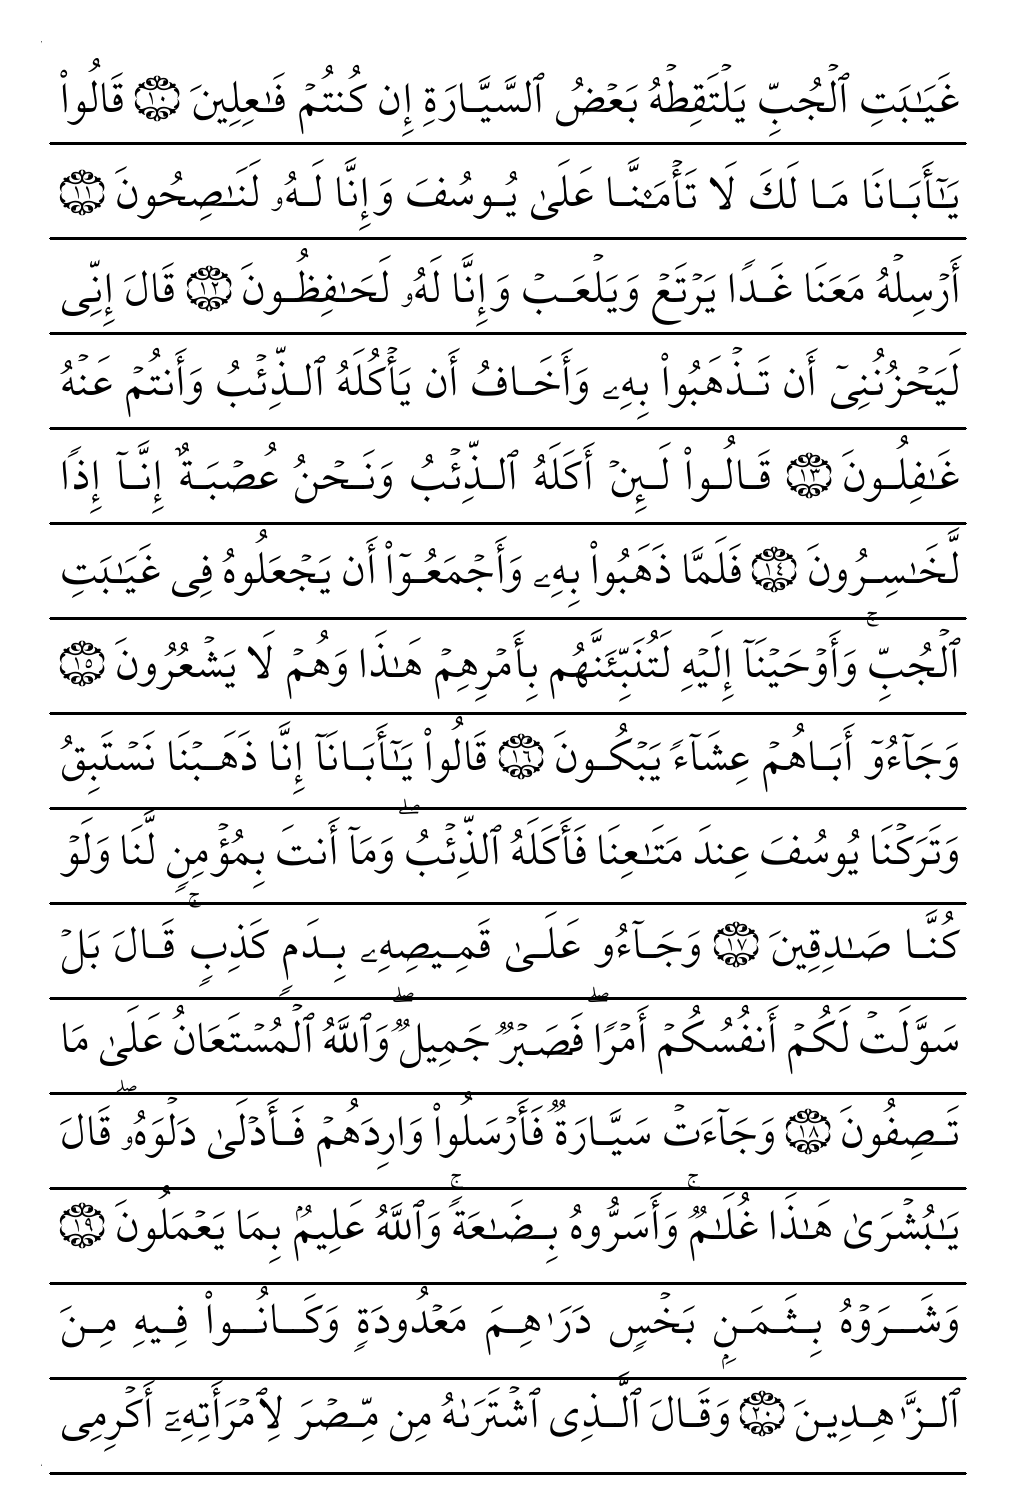 غَيَٰبَتِ ٱلْجُبِّ يَلْتَقِطْهُ بَعْضُ ٱلسَّيَّارَةِ إِن كُنتُمْ فَٰعِلِينَ ١٠ قَالُوا۟
يَٰٓأَبَانَا مَا لَكَ لَا تَأْمَ۫نَّا عَلَىٰ يُوسُفَ وَإِنَّا لَهُۥ لَنَٰصِحُونَ ١١
أَرْسِلْهُ مَعَنَا غَدًا يَرْتَعْ وَيَلْعَبْ وَإِنَّا لَهُۥ لَحَٰفِظُونَ ١٢ قَالَ إِنِّى
لَيَحْزُنُنِىٓ أَن تَذْهَبُوا۟ بِهِۦ وَأَخَافُ أَن يَأْكُلَهُ ٱلذِّئْبُ وَأَنتُمْ عَنْهُ
غَٰفِلُونَ ١٣ قَالُوا۟ لَئِنْ أَكَلَهُ ٱلذِّئْبُ وَنَحْنُ عُصْبَةٌ إِنَّآ إِذًا
لَّخَٰسِرُونَ ١٤ فَلَمَّا ذَهَبُوا۟ بِهِۦ وَأَجْمَعُوٓا۟ أَن يَجْعَلُوهُ فِى غَيَٰبَتِ
ٱلْجُبِّ ۚ وَأَوْحَيْنَآ إِلَيْهِ لَتُنَبِّئَنَّهُم بِأَمْرِهِمْ هَٰذَا وَهُمْ لَا يَشْعُرُونَ ١٥
وَجَآءُوٓ أَبَاهُمْ عِشَآءً يَبْكُونَ ١٦ قَالُوا۟ يَٰٓأَبَانَآ إِنَّا ذَهَبْنَا نَسْتَبِقُ
وَتَرَكْنَا يُوسُفَ عِندَ مَتَٰعِنَا فَأَكَلَهُ ٱلذِّئْبُ ۖ وَمَآ أَنتَ بِمُؤْمِنٍ لَّنَا وَلَوْ
كُنَّا صَٰدِقِينَ ١٧ وَجَآءُو عَلَىٰ قَمِيصِهِۦ بِدَمٍ كَذِبٍ ۚ قَالَ بَلْ
سَوَّلَتْ لَكُمْ أَنفُسُكُمْ أَمْرًا ۖ فَصَبْرٌ جَمِيلٌ ۖ وَٱللَّهُ ٱلْمُسْتَعَانُ عَلَىٰ مَا
تَصِفُونَ ١٨ وَجَآءَتْ سَيَّارَةٌ فَأَرْسَلُوا۟ وَارِدَهُمْ فَأَدْلَىٰ دَلْوَهُۥ ۖ قَالَ
يَٰبُشْرَىٰ هَٰذَا غُلَٰمٌ ۚ وَأَسَرُّوهُ بِضَٰعَةً ۚ وَٱللَّهُ عَلِيمٌۢ بِمَا يَعْمَلُونَ ١٩
وَشَرَوْهُ بِثَمَنٍۭ بَخْسٍ دَرَٰهِمَ مَعْدُودَةٍ وَكَانُوا۟ فِيهِ مِنَ
ٱلزَّٰهِدِينَ ٢٠ وَقَالَ ٱلَّذِى ٱشْتَرَىٰهُ مِن مِّصْرَ لِٱمْرَأَتِهِۦٓ أَكْرِمِى